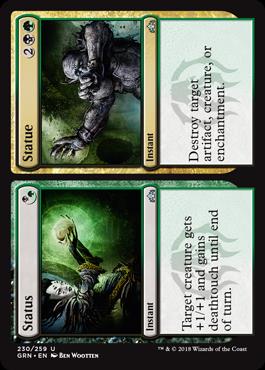 Status
Instant
Target creature gets
+1/+1 and gains
deathtouch until end
of turn.
Statue
2
Instant
Destroy target
artifact, creature, or
enchantment.
230/259 U
GRN • EN Ben Wootten
™ & © 2018 Wizards of the Coast